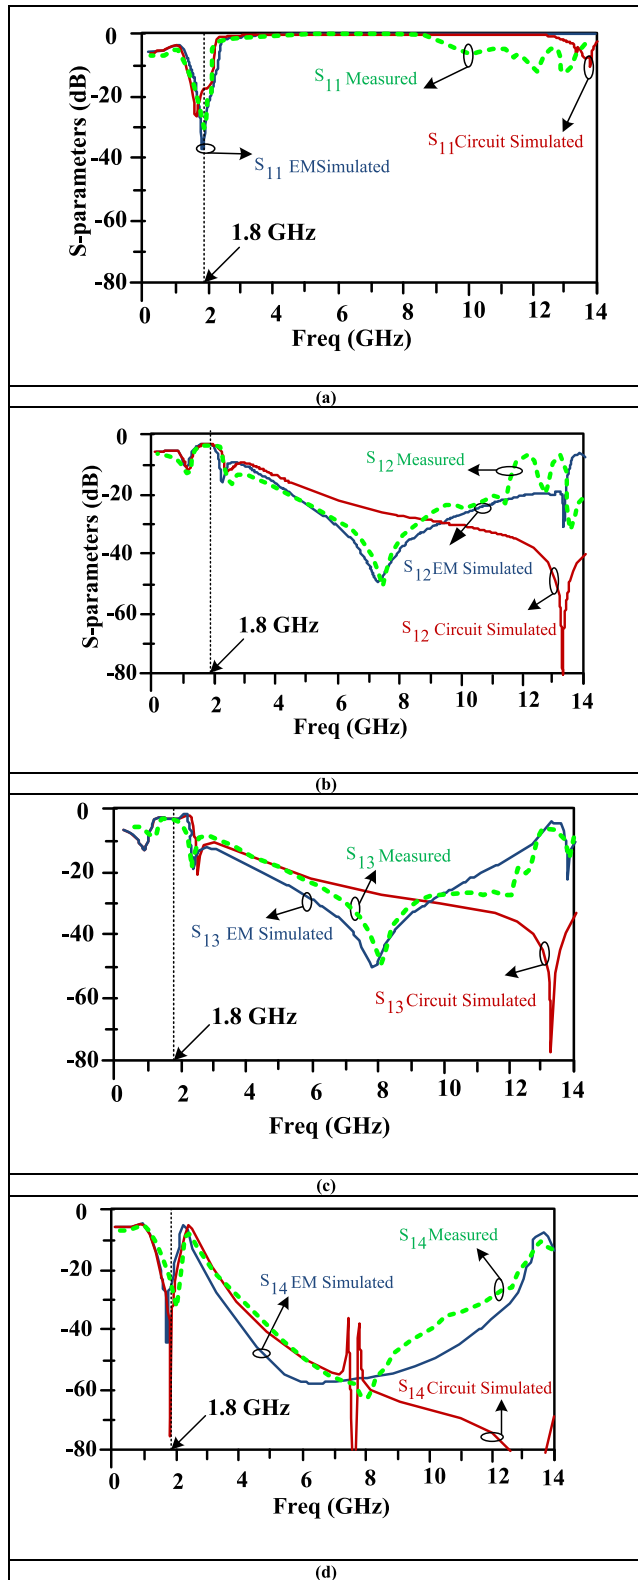 0
-20
-40
-60
-80
S-parameters (dB)
S11 Measured
S11 Circuit Simulated
S11 EMSimulated
1.8 GHz
0 2 4 6 8 10 12 14
Freq (GHz)
(a)
0
-20
-40
-60
-80
S-parameters (dB)
S12 Measured
S12 EM Simulated
S12 Circuit Simulated
1.8 GHz
0 2 4 6 8 10 12 14
Freq (GHz)
(b)
0
-20
-40
-60
-80
S13 Measured
S13 EM Simulated
S13 Circuit Simulated
1.8 GHz
0 2 4 6 8 10 12 14
Freq (GHz)
(c)
0
-20
-40
-60
-80
S14 Measured
S14 EM Simulated
S14 Circuit Simulated
1.8 GHz
0 2 4 6 8 10 12 14
Freq (GHz)
(d)